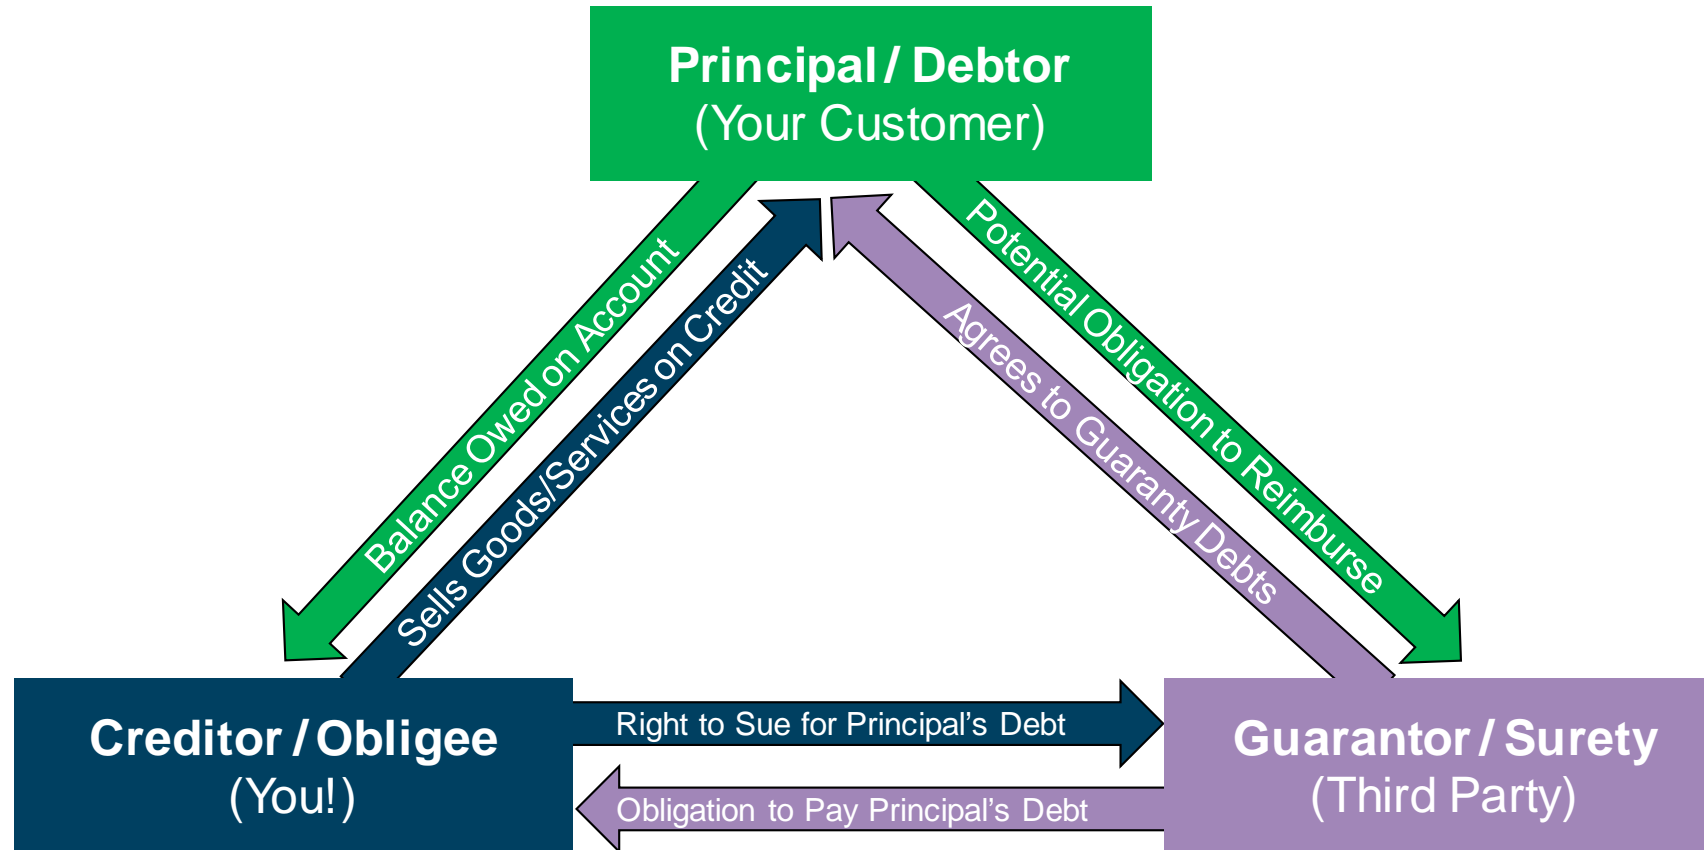 Principal / Debtor
(Your Customer)
Balance Owed on Account
Sells Goods/Services on Credit
Agrees to Guaranty Debts
Potential Obligation to Reimburse
Creditor / Obligee
(You!)
Right to Sue for Principal’s Debt
Obligation to Pay Principal’s Debt
Guarantor / Surety
(Third Party)